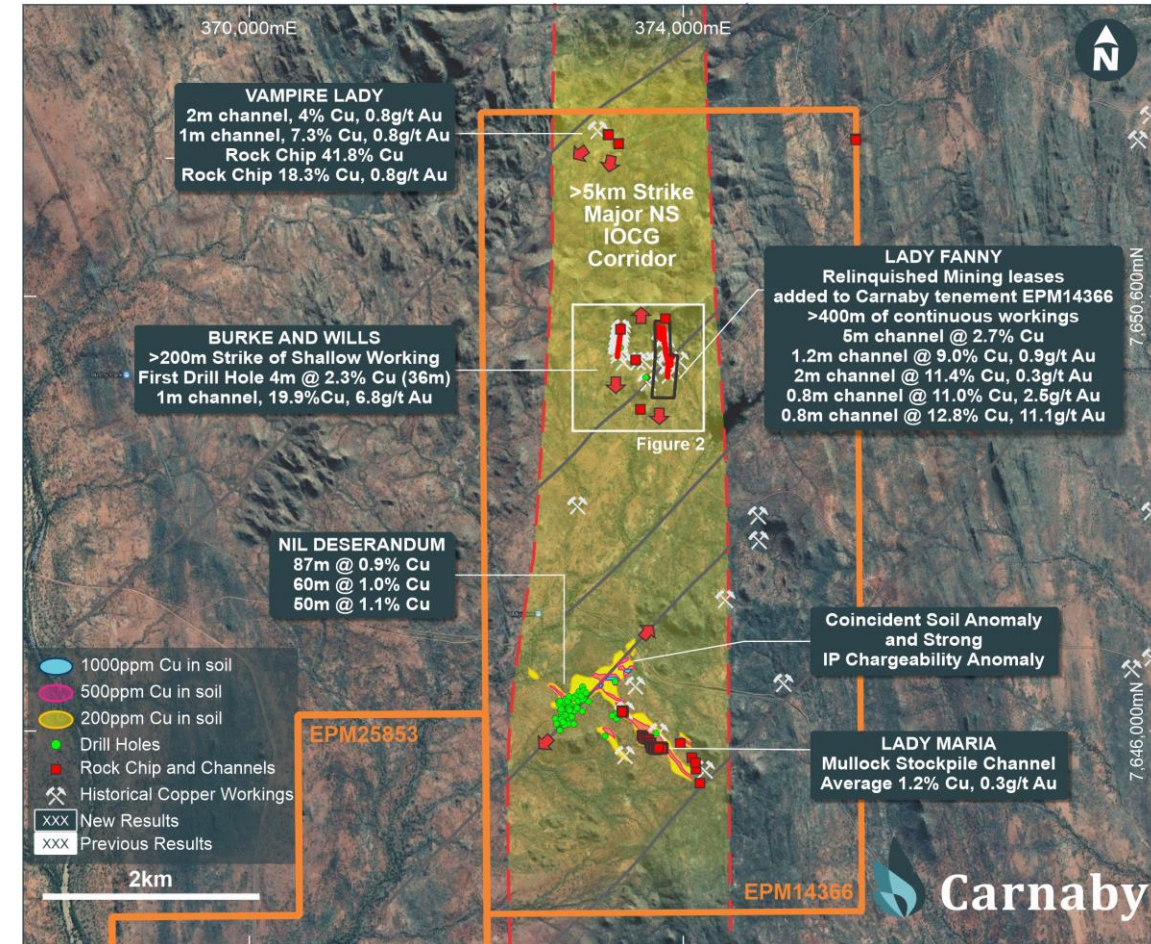 370,000mE
374,000mE
N
VAMPIRE LADY
2m channel, 4% Cu, 0.8g/t Au
1m channel, 7.3% Cu, 0.8g/t Au
Rock Chip 41.8% Cu
Rock Chip 18.3% Cu, 0.8g/t Au
>5km Strike
Major NS
IOCG
Corridor
LADY FANNY
Relinquished Mining leases
added to Carnaby tenement EPM14366
>400m of continuous workings
5m channel @ 2.7% Cu
1.2m channel @ 9.0% Cu, 0.9g/t Au
2m channel @ 11.4% Cu, 0.3g/t Au
0.8m channel @ 11.0% Cu, 2.5g/t Au
0.8m channel @ 12.8% Cu, 11.1g/t Au
7,650,600mN
BURKE AND WILLS
>200m Strike of Shallow Working
First Drill Hole 4m @ 2.3% Cu (36m)
1m channel, 19.9%Cu, 6.8g/t Au
Figure 2
NIL DESERANDUM
87m @ 0.9% Cu
60m @ 1.0% Cu
50m @ 1.1% Cu
Coincident Soil Anomaly
and Strong
IP Chargeability Anomaly
7,646,000mN
LADY MARIA
Mullock Stockpile Channel
Average 1.2% Cu, 0.3g/t Au
1000ppm Cu in soil
500ppm Cu in soil
200ppm Cu in soil
Drill Holes
Rock Chip and Channels
Historical Copper Workings
XXX New Results
XXX Previous Results
2km
EPM25853
EPM14366
Carnaby